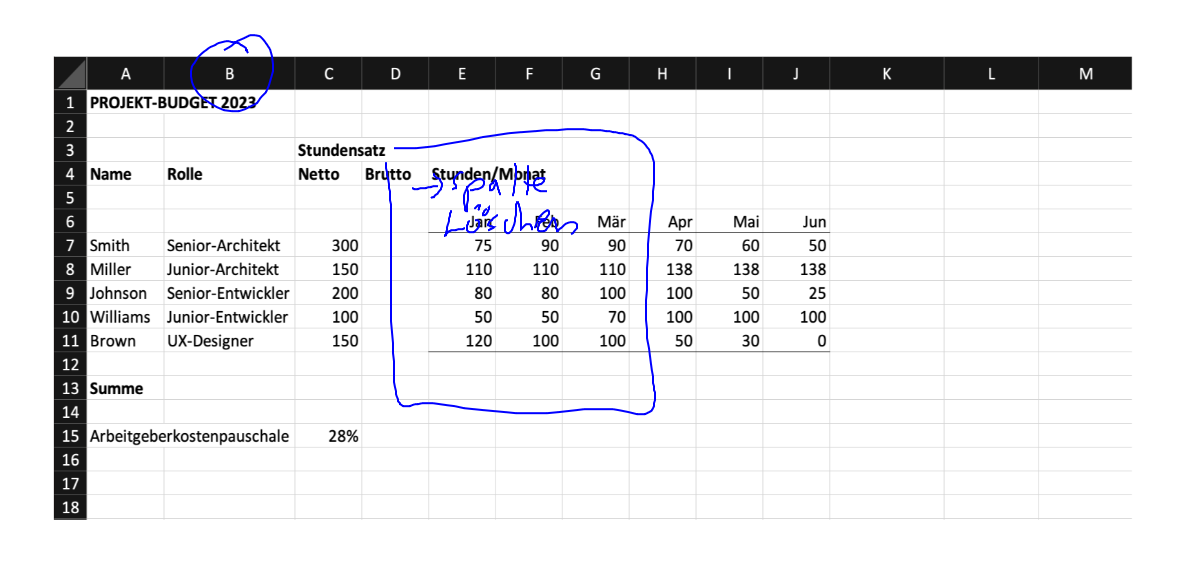 A B C D E F G H I J K L M
1 PROJEKT-BUDGET 2023
2
3 Stundensatz
4 Name Rolle Netto Brutto Stunden/Monat
→ spalte
5
löschen
6 Jan Feb Mär Apr Mai Jun
7 Smith Senior-Architekt 300 75 90 90 70 60 50
8 Miller Junior-Architekt 150 110 110 110 138 138 138
9 Johnson Senior-Entwickler 200 80 80 100 100 50 25
10 Williams Junior-Entwickler 100 50 50 70 100 100 100
11 Brown UX-Designer 150 120 100 100 50 30 0
12
13 Summe
14
15 Arbeitgeberkostenpauschale 28%
16
17
18